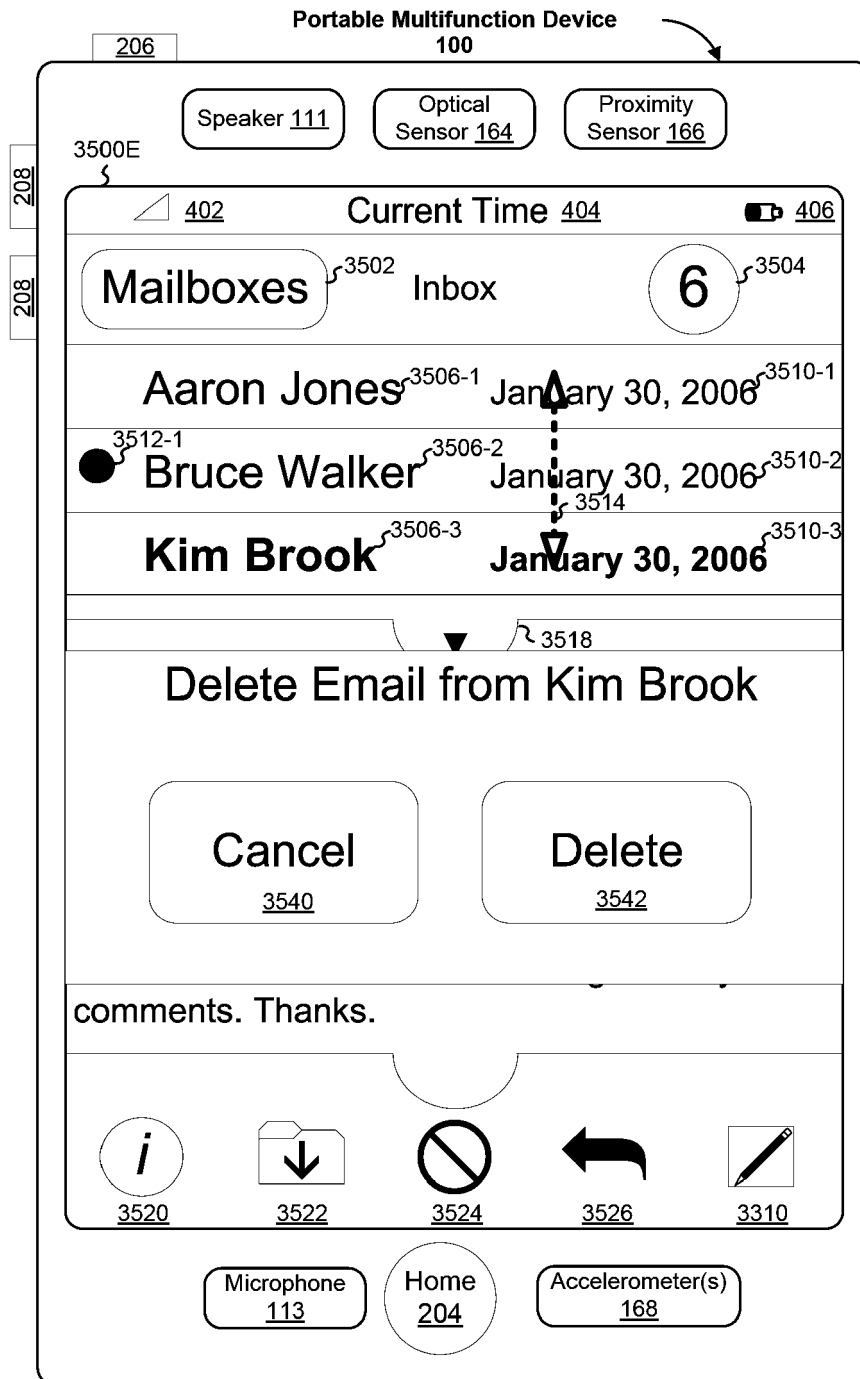 Portable Multifunction Device
100
206
Speaker 111
Optical
Sensor 164
Proximity
Sensor 166
3500E
208
208
402
Current Time 404
406
Mailboxes
3502
Inbox
6
3504
Aaron Jones
3506-1
January 30, 2006
3510-1
3512-1
Bruce Walker
3506-2
January 30, 2006
3510-2
3514
Kim Brook
3506-3
January 30, 2006
3510-3
3518
Delete Email from Kim Brook
Cancel
3540
Delete
3542
comments. Thanks.
i
3520
3522
3524
3526
3310
Microphone
113
Home
204
Accelerometer(s)
168